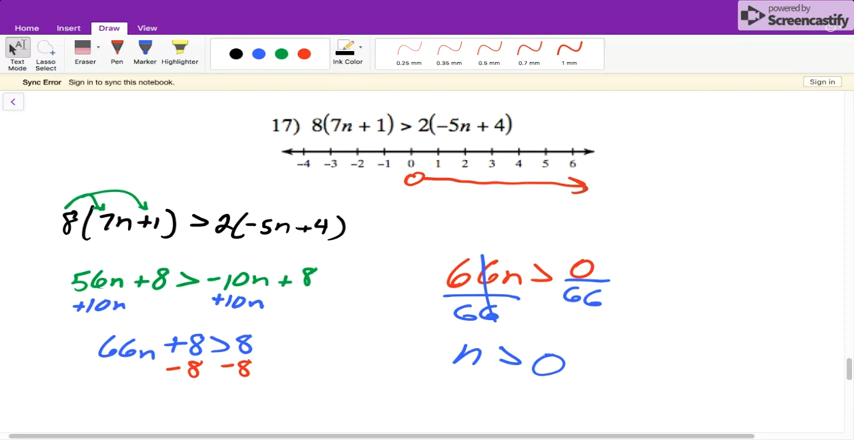 powered by
Screencastify
Home Insert Draw View
Text Mode
Lasso Select
Eraser
Pen
Marker
Highlighter
Ink Color
0.25 mm 0.35 mm 0.5 mm 0.7 mm 1 mm
Sync Error Sign in to sync this notebook. Sign in
17) 8(7n + 1) > 2(−5n + 4)
−4 −3 −2 −1 0 1 2 3 4 5 6
8(7n+1) > 2(-5n+4)
56n + 8 > -10n + 8
+10n +10n
66n + 8 > 8
-8 -8
66n > 0
66 66
n > 0